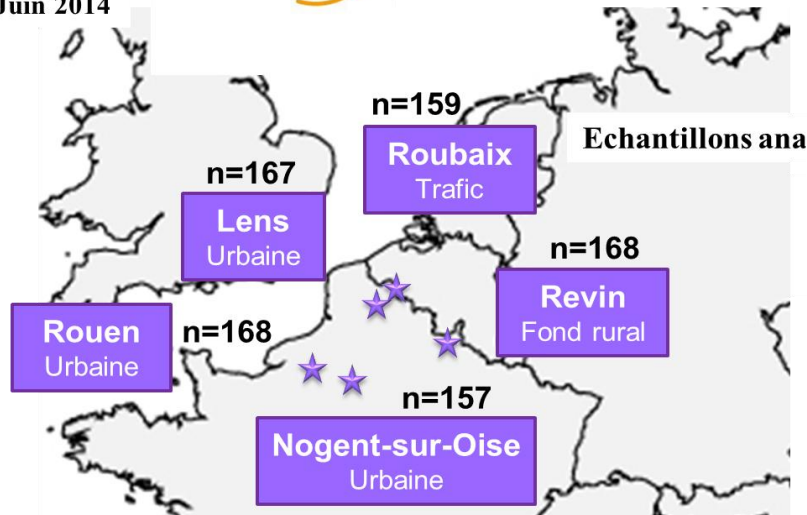 Juin 2014
n=159
Roubaix
Trafic
Echantillons ana
n=167
Lens
Urbaine
n=168
Revin
Fond rural
Rouen
Urbaine
n=168
n=157
Nogent-sur-Oise
Urbaine